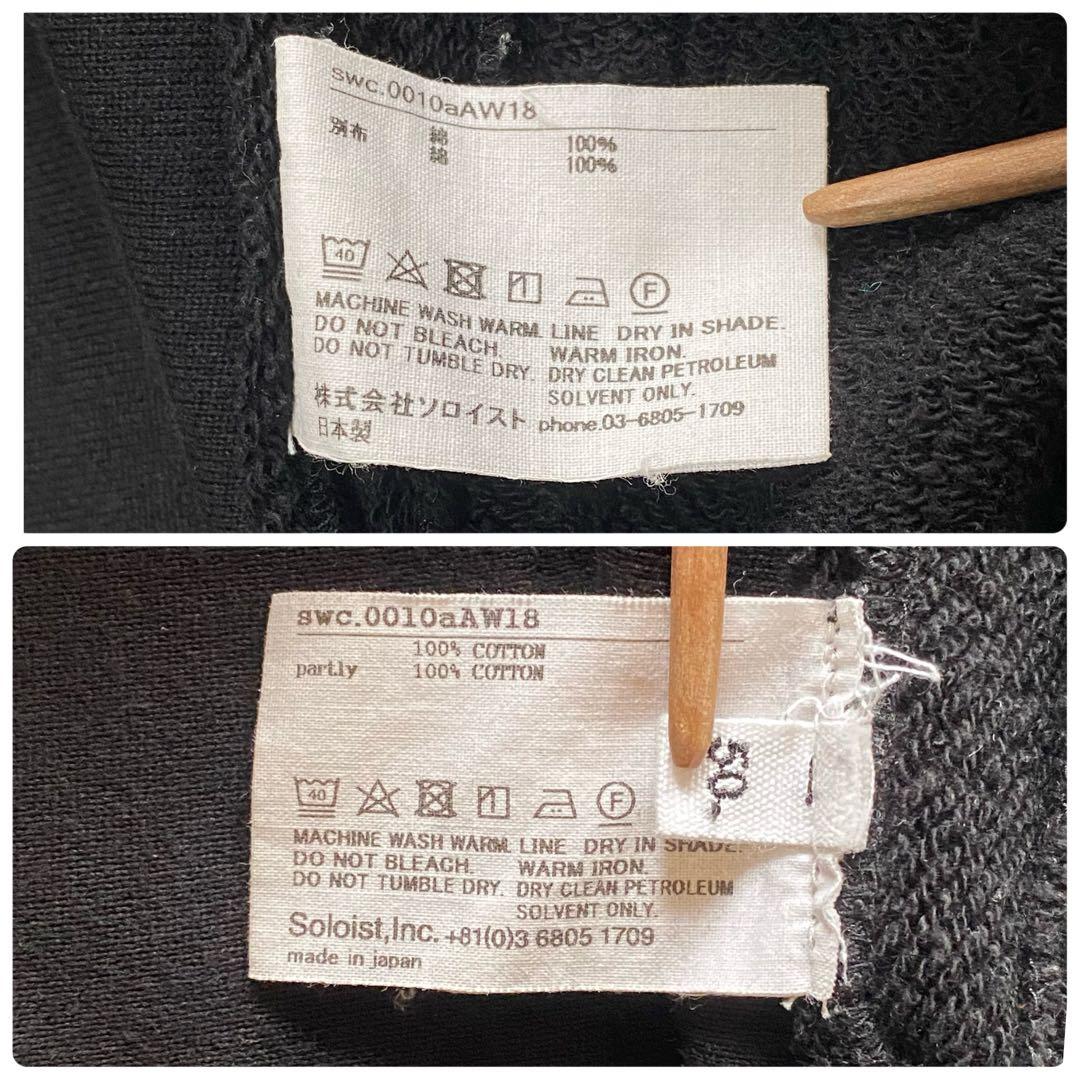 swc.0010aAW18
綿 100%
別布 綿 100%
40 F
MACHINE WASH WARM. LINE DRY IN SHADE.
DO NOT BLEACH. WARM IRON.
DO NOT TUMBLE DRY. DRY CLEAN PETROLEUM
SOLVENT ONLY.
株式会社ソロイスト phone.03-6805-1709
日本製
swc.0010aAW18
100% COTTON
partly 100% COTTON
50,
40 F
MACHINE WASH WARM. LINE DRY IN SHADE.
DO NOT BLEACH. WARM IRON.
DO NOT TUMBLE DRY. DRY CLEAN PETROLEUM
SOLVENT ONLY.
Soloist,Inc. +81(0)3 6805 1709
made in japan